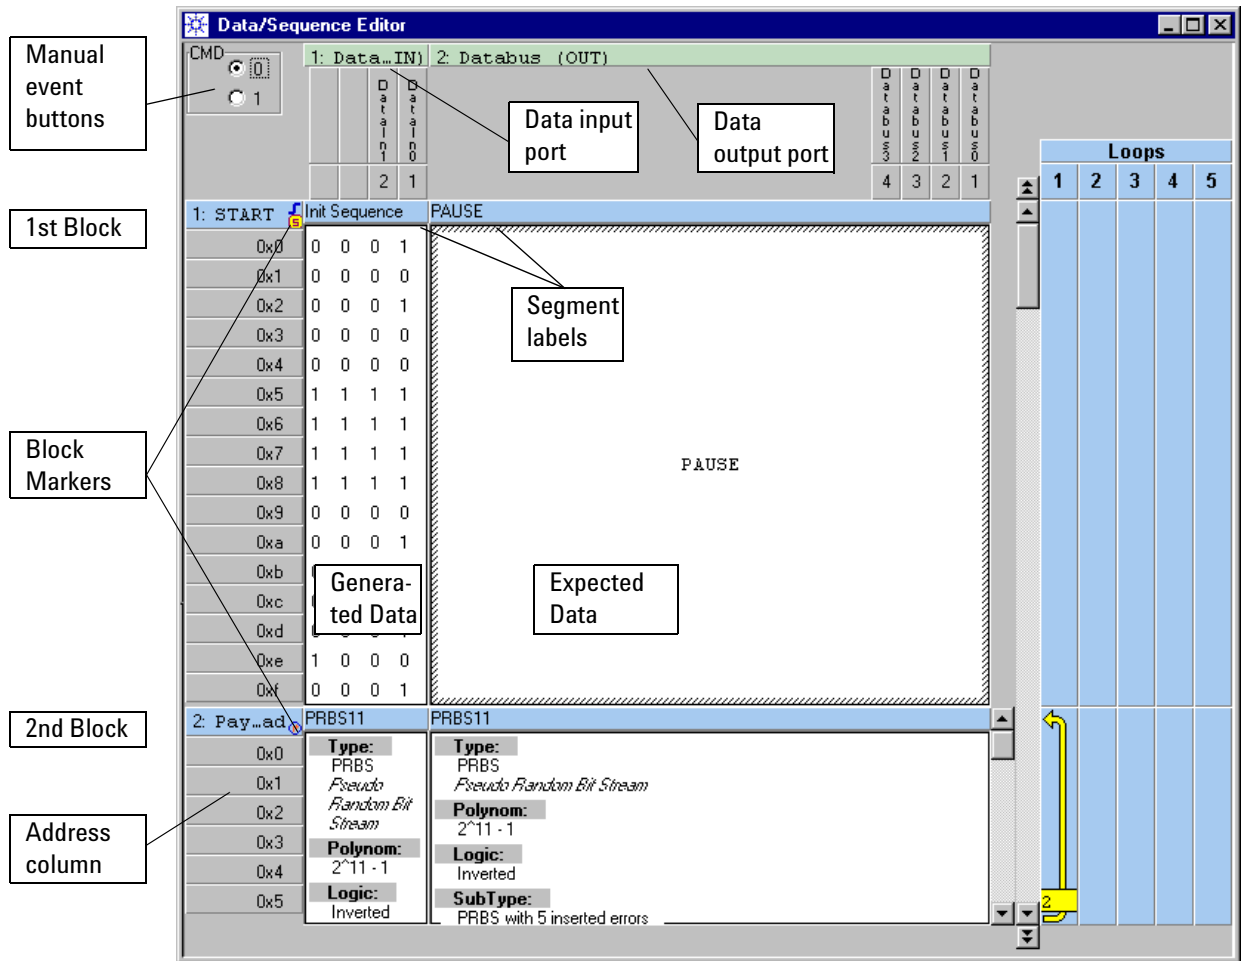 Data/Sequence Editor
Manual
event
buttons
CMD
0
1
1: Data…IN) 2: Databus (OUT)
DataIn1 DataIn0
Databus3 Databus2 Databus1 Databus0
Data input
port
Data
output port
2 1
4 3 2 1
Loops
1 2 3 4 5
1st Block
1: START S Init Sequence PAUSE
0x0 0 0 0 1
0x1 0 0 0 0
0x2 0 0 0 1
0x3 0 0 0 0
0x4 0 0 0 0
0x5 1 1 1 1
0x6 1 1 1 1
0x7 1 1 1 1
0x8 1 1 1 1
0x9 0 0 0 0
0xa 0 0 0 1
0xb
0xc
0xd
0xe 1 0 0 0
0xf 0 0 0 1
Segment
labels
Block
Markers
PAUSE
Genera-
ted Data
Expected
Data
2nd Block
2: Pay…ad PRBS11 PRBS11
0x0
0x1
0x2
0x3
0x4
0x5
Address
column
Type:
PRBS
Pseudo
Random Bit
Stream
Polynom:
2^11 - 1
Logic:
Inverted
Type:
PRBS
Pseudo Random Bit Stream
Polynom:
2^11 - 1
Logic:
Inverted
SubType:
PRBS with 5 inserted errors
2